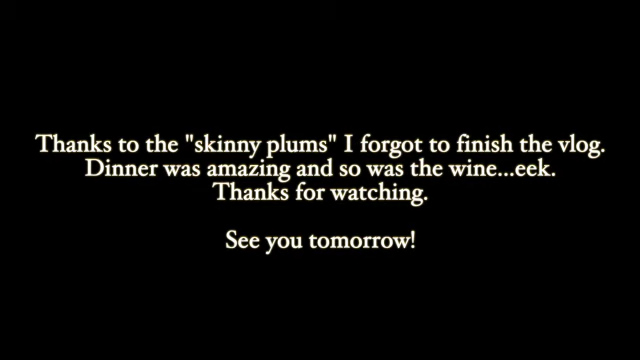 Thanks to the "skinny plums" I forgot to finish the vlog.
Dinner was amazing and so was the wine...eek.
Thanks for watching.
See you tomorrow!